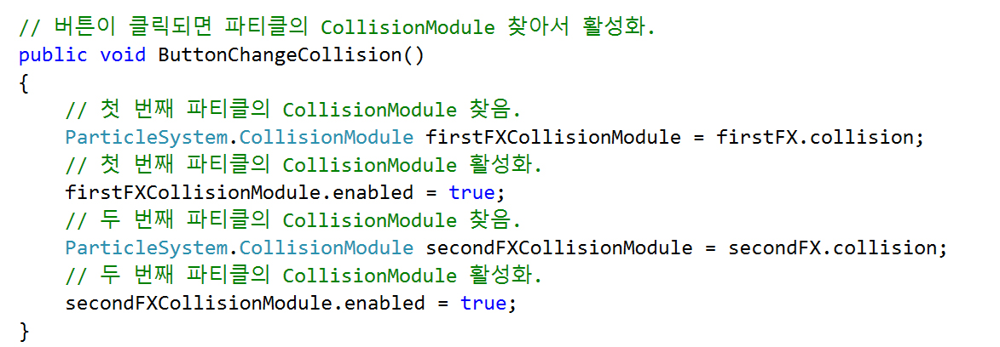 // 버튼이 클릭되면 파티클의 CollisionModule 찾아서 활성화.
public void ButtonChangeCollision()
{
// 첫 번째 파티클의 CollisionModule 찾음.
ParticleSystem.CollisionModule firstFXCollisionModule = firstFX.collision;
// 첫 번째 파티클의 CollisionModule 활성화.
firstFXCollisionModule.enabled = true;
// 두 번째 파티클의 CollisionModule 찾음.
ParticleSystem.CollisionModule secondFXCollisionModule = secondFX.collision;
// 두 번째 파티클의 CollisionModule 활성화.
secondFXCollisionModule.enabled = true;
}